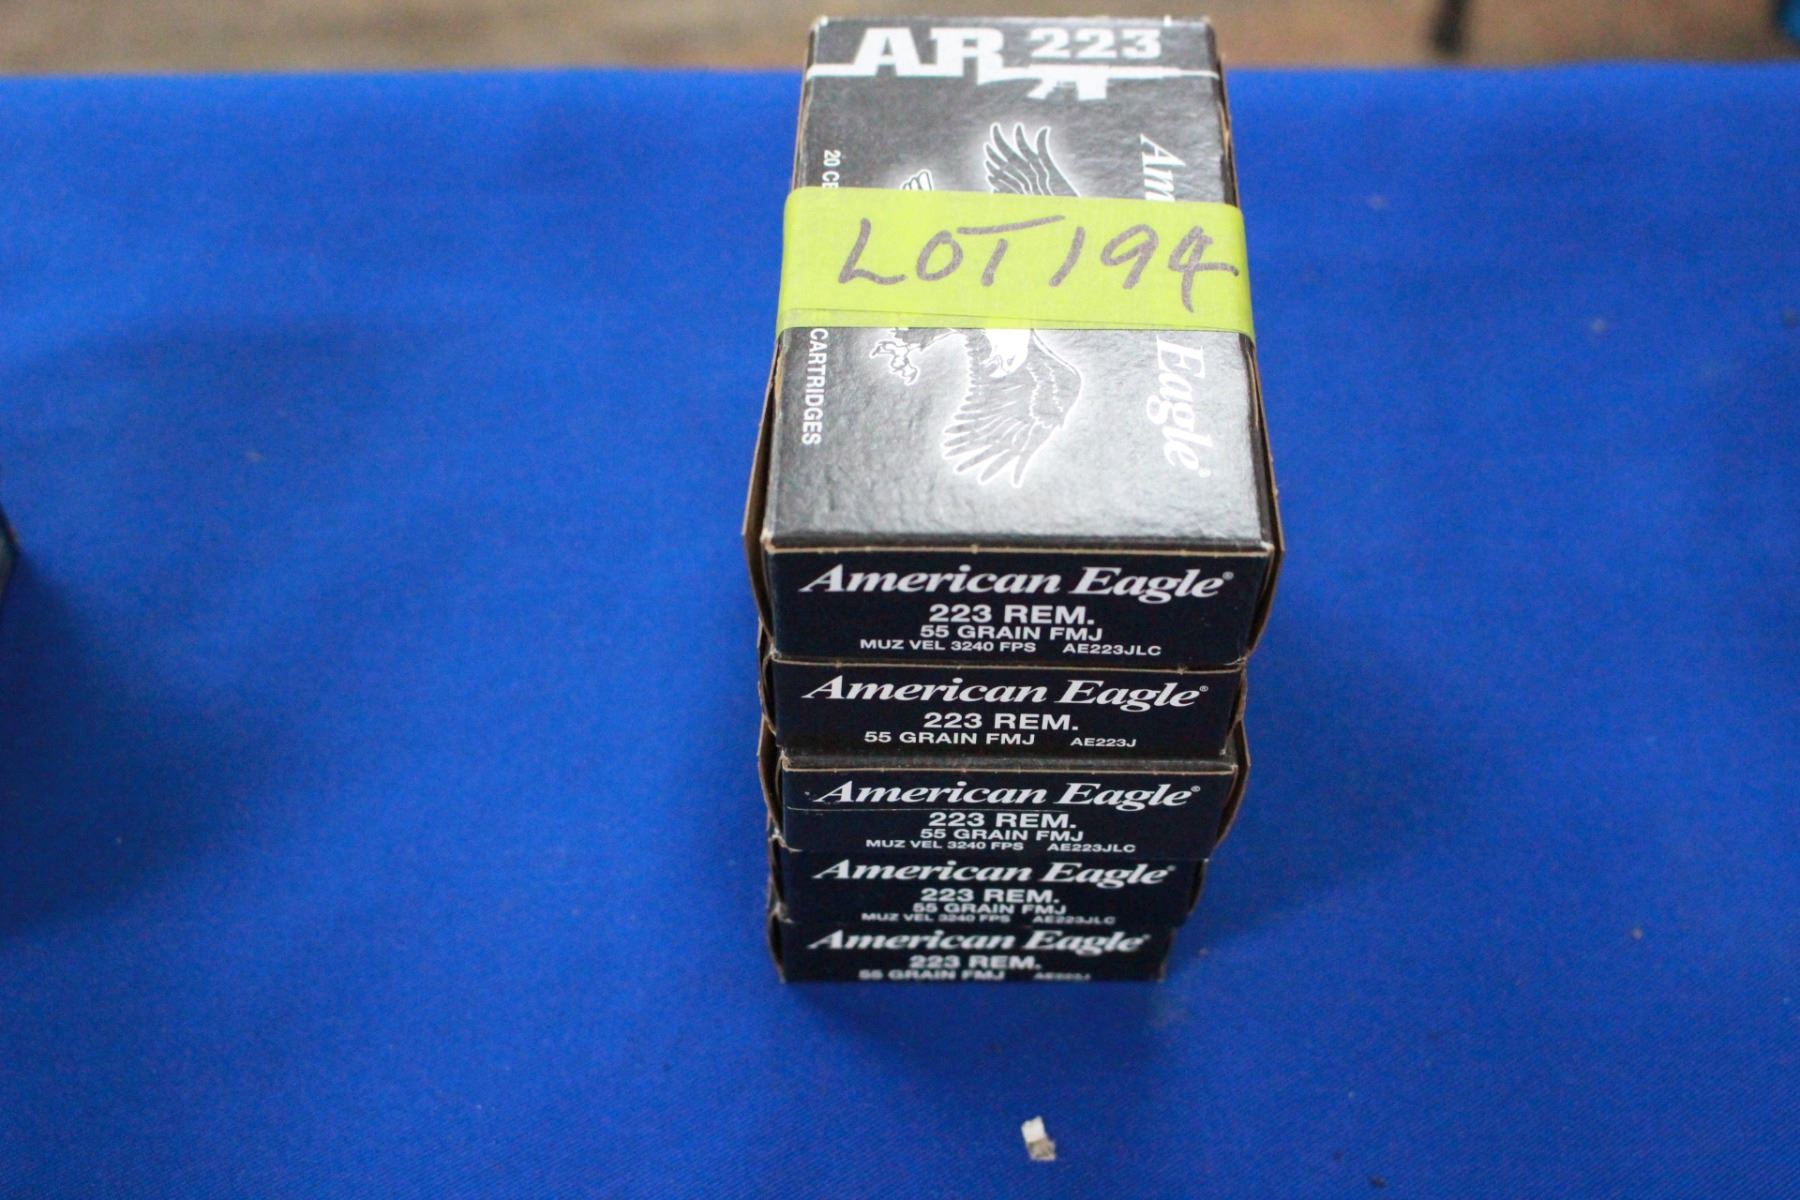 AR 223
American Eagle®
20 CE
CARTRIDGES
LOT 194
American Eagle®
223 REM.
55 GRAIN FMJ
MUZ VEL 3240 FPS AE223JLC
American Eagle®
223 REM.
55 GRAIN FMJ AE223J
American Eagle®
223 REM.
55 GRAIN FMJ
MUZ VEL 3240 FPS AE223JLC
American Eagle®
223 REM.
55 GRAIN FMJ
MUZ VEL 3240 FPS AE223JLC
American Eagle®
223 REM.
55 GRAIN FMJ AE223J